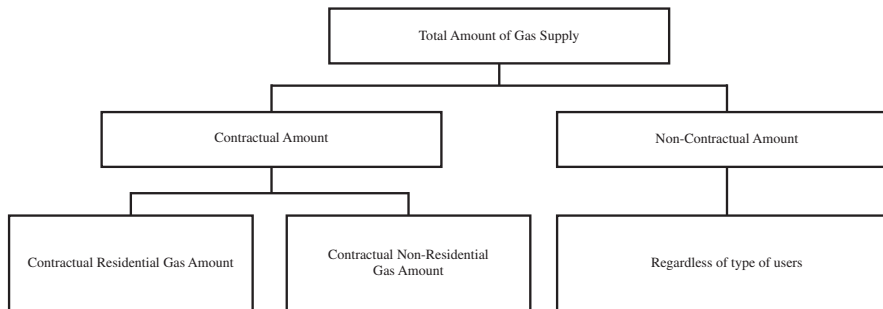 Total Amount of Gas Supply
Contractual Amount
Non-Contractual Amount
Contractual Residential Gas Amount
Contractual Non-Residential
Gas Amount
Regardless of type of users